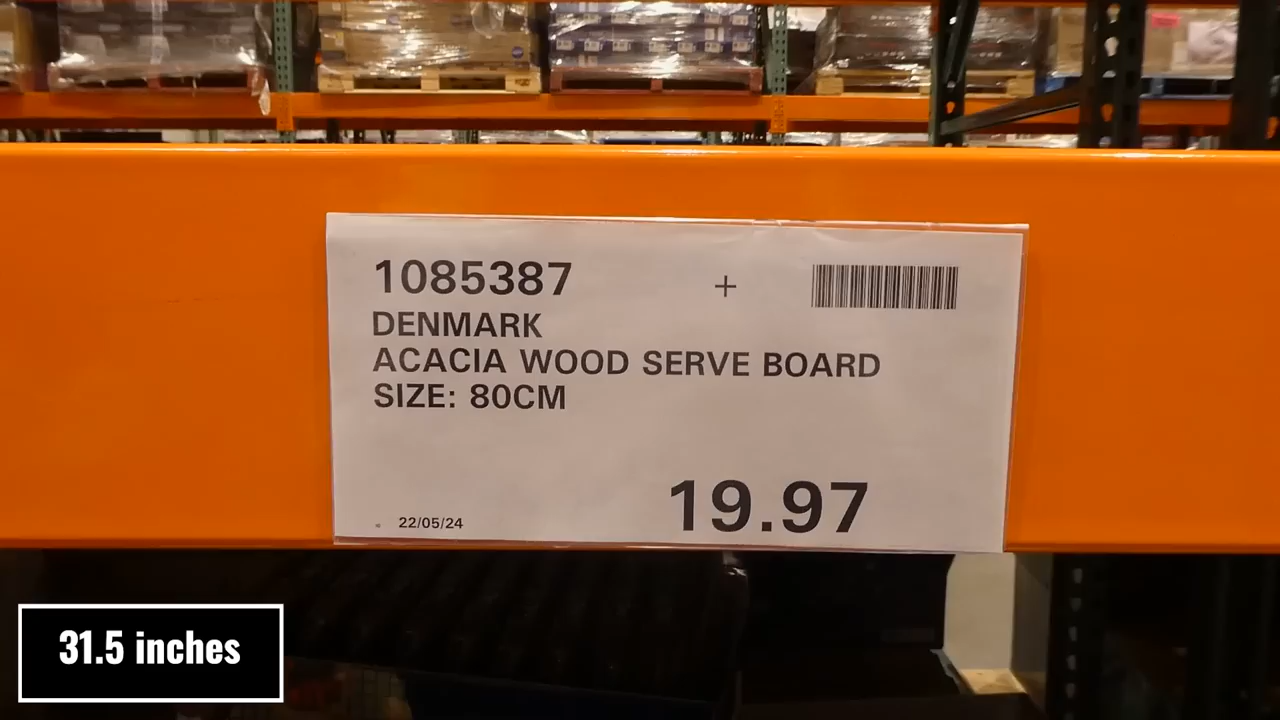 1085387 +
DENMARK
ACACIA WOOD SERVE BOARD
SIZE: 80CM
19.97
22/05/24
31.5 inches